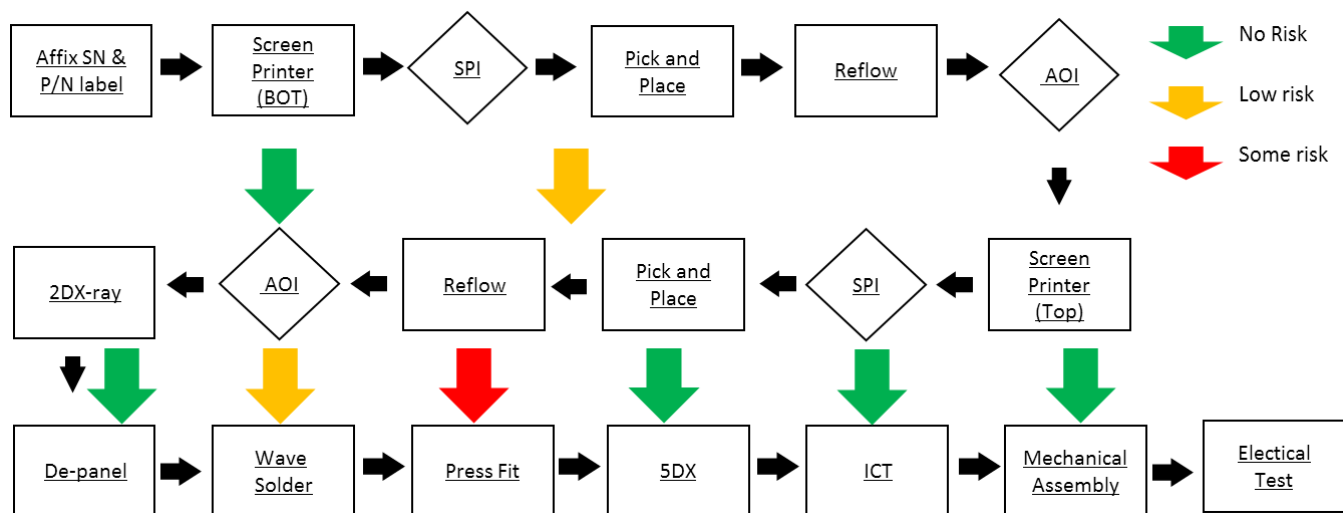 Affix SN &
P/N label
Screen
Printer
(BOT)
SPI
Pick and
Place
Reflow
AOI
No Risk
Low risk
Some risk
2DX-ray
AOI
Reflow
Pick and
Place
SPI
Screen
Printer
(Top)
De-panel
Wave
Solder
Press Fit
5DX
ICT
Mechanical
Assembly
Electical
Test